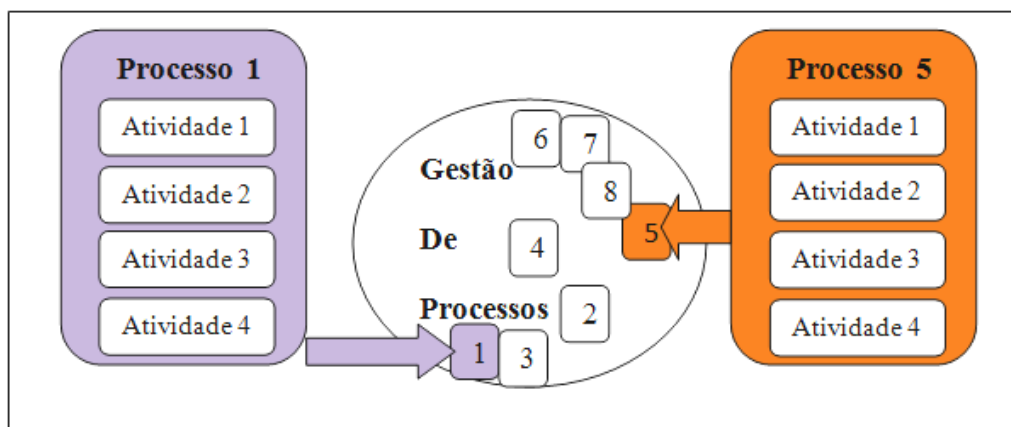 Processo 1
Atividade 1
Atividade 2
Atividade 3
Atividade 4
Gestão
De
Processos
6
7
8
5
4
2
1
3
Processo 5
Atividade 1
Atividade 2
Atividade 3
Atividade 4